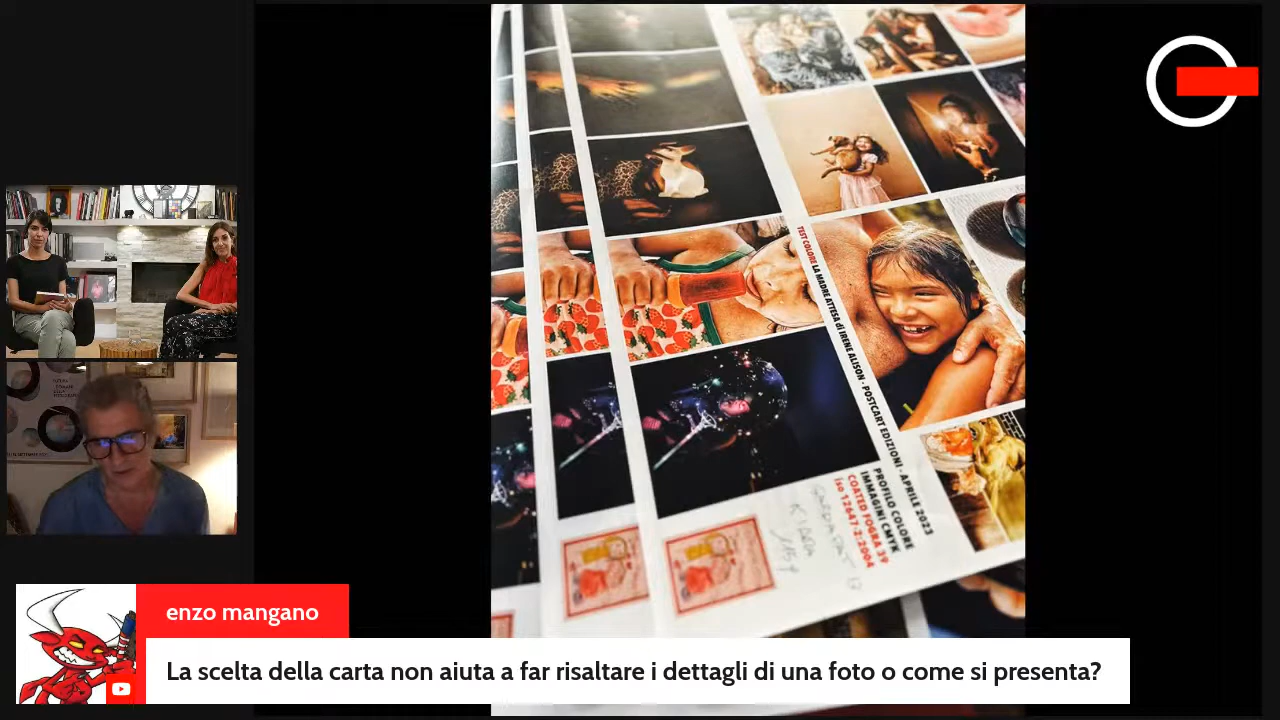 TEST COLORE LA MADRE ATTESA di IRENE ALISON - POSTCART EDIZIONI - APRILE 2023
PROFILO COLORE
IMMAGINI CMYK
COATED FOGRA 39
iso 12647-2:2004
enzo mangano
La scelta della carta non aiuta a far risaltare i dettagli di una foto o come si presenta?